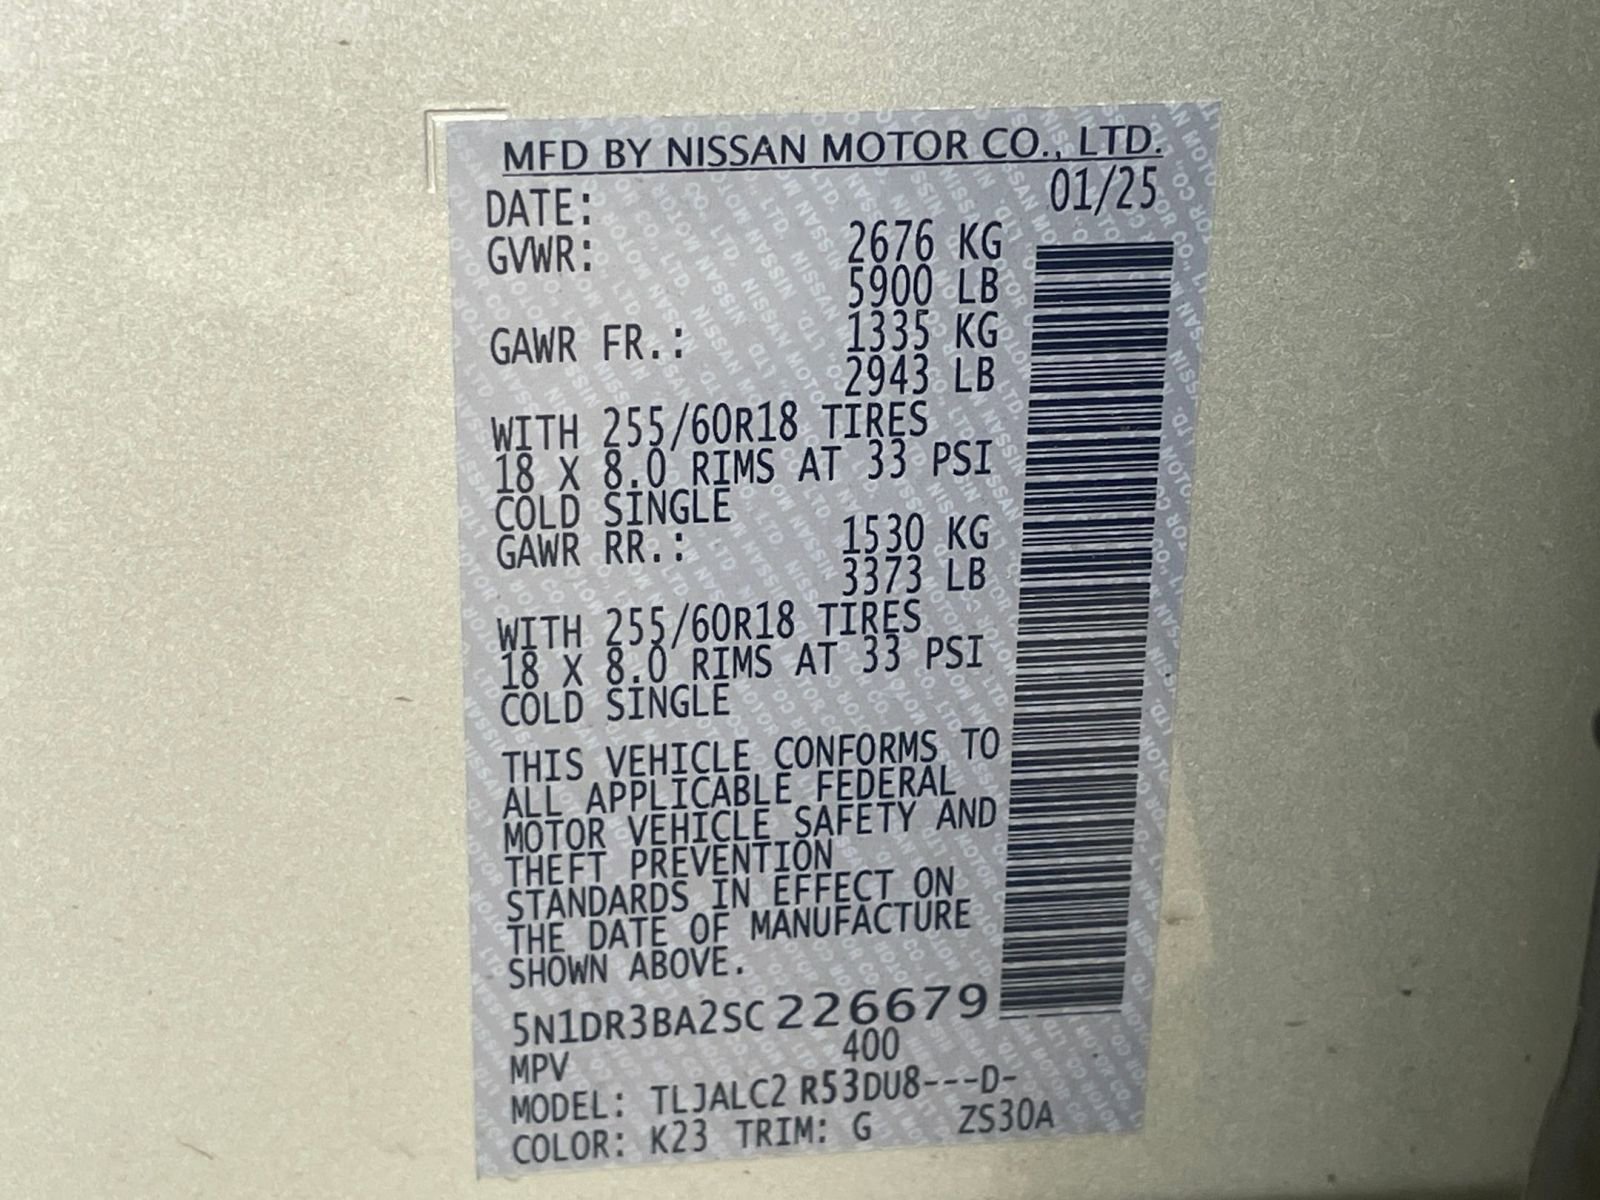 MFD BY NISSAN MOTOR CO., LTD.
DATE: 01/25
GVWR: 2676 KG
5900 LB
GAWR FR.: 1335 KG
2943 LB
WITH 255/60R18 TIRES
18 X 8.0 RIMS AT 33 PSI
COLD SINGLE
GAWR RR.: 1530 KG
3373 LB
WITH 255/60R18 TIRES
18 X 8.0 RIMS AT 33 PSI
COLD SINGLE
THIS VEHICLE CONFORMS TO
ALL APPLICABLE FEDERAL
MOTOR VEHICLE SAFETY AND
THEFT PREVENTION
STANDARDS IN EFFECT ON
THE DATE OF MANUFACTURE
SHOWN ABOVE.
5N1DR3BA2SC226679
MPV 400
MODEL: TLJALC2 R53DU8---D-
COLOR: K23 TRIM: G ZS30A